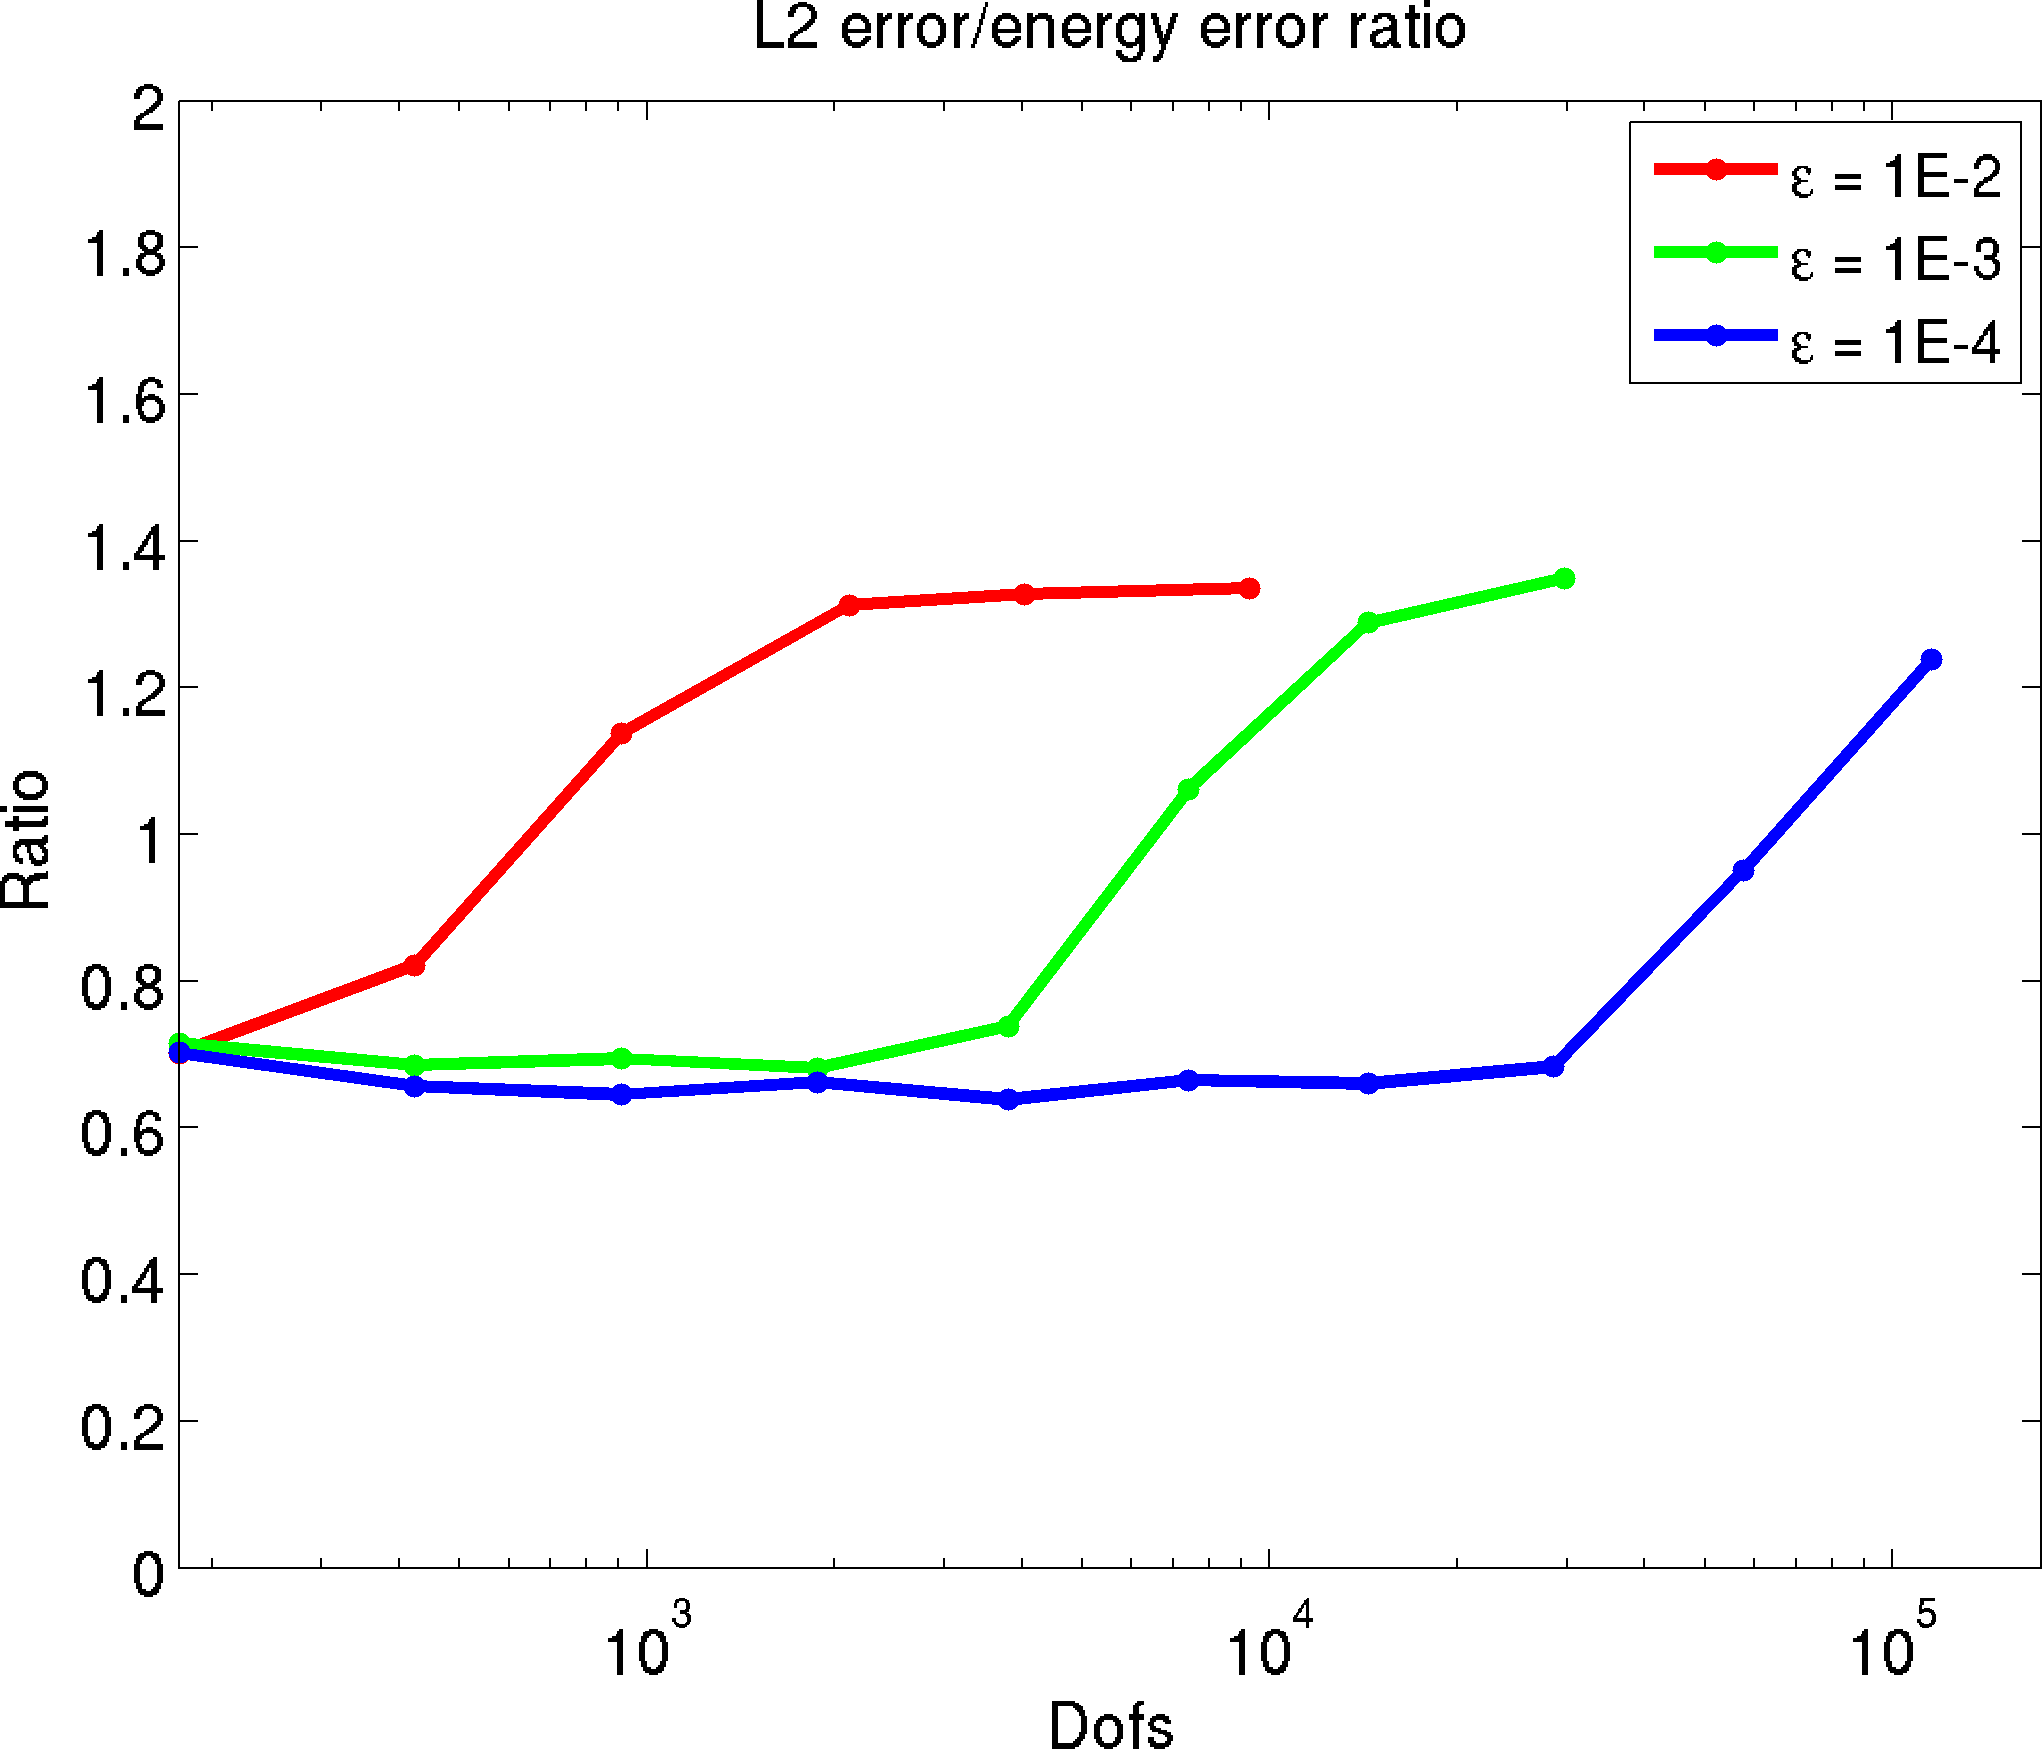 L2 error/energy error ratio
2
1.8
1.6
1.4
1.2
1
0.8
0.6
0.4
0.2
0
Ratio
ε = 1E-2
ε = 1E-3
ε = 1E-4
10^3
10^4
10^5
Dofs